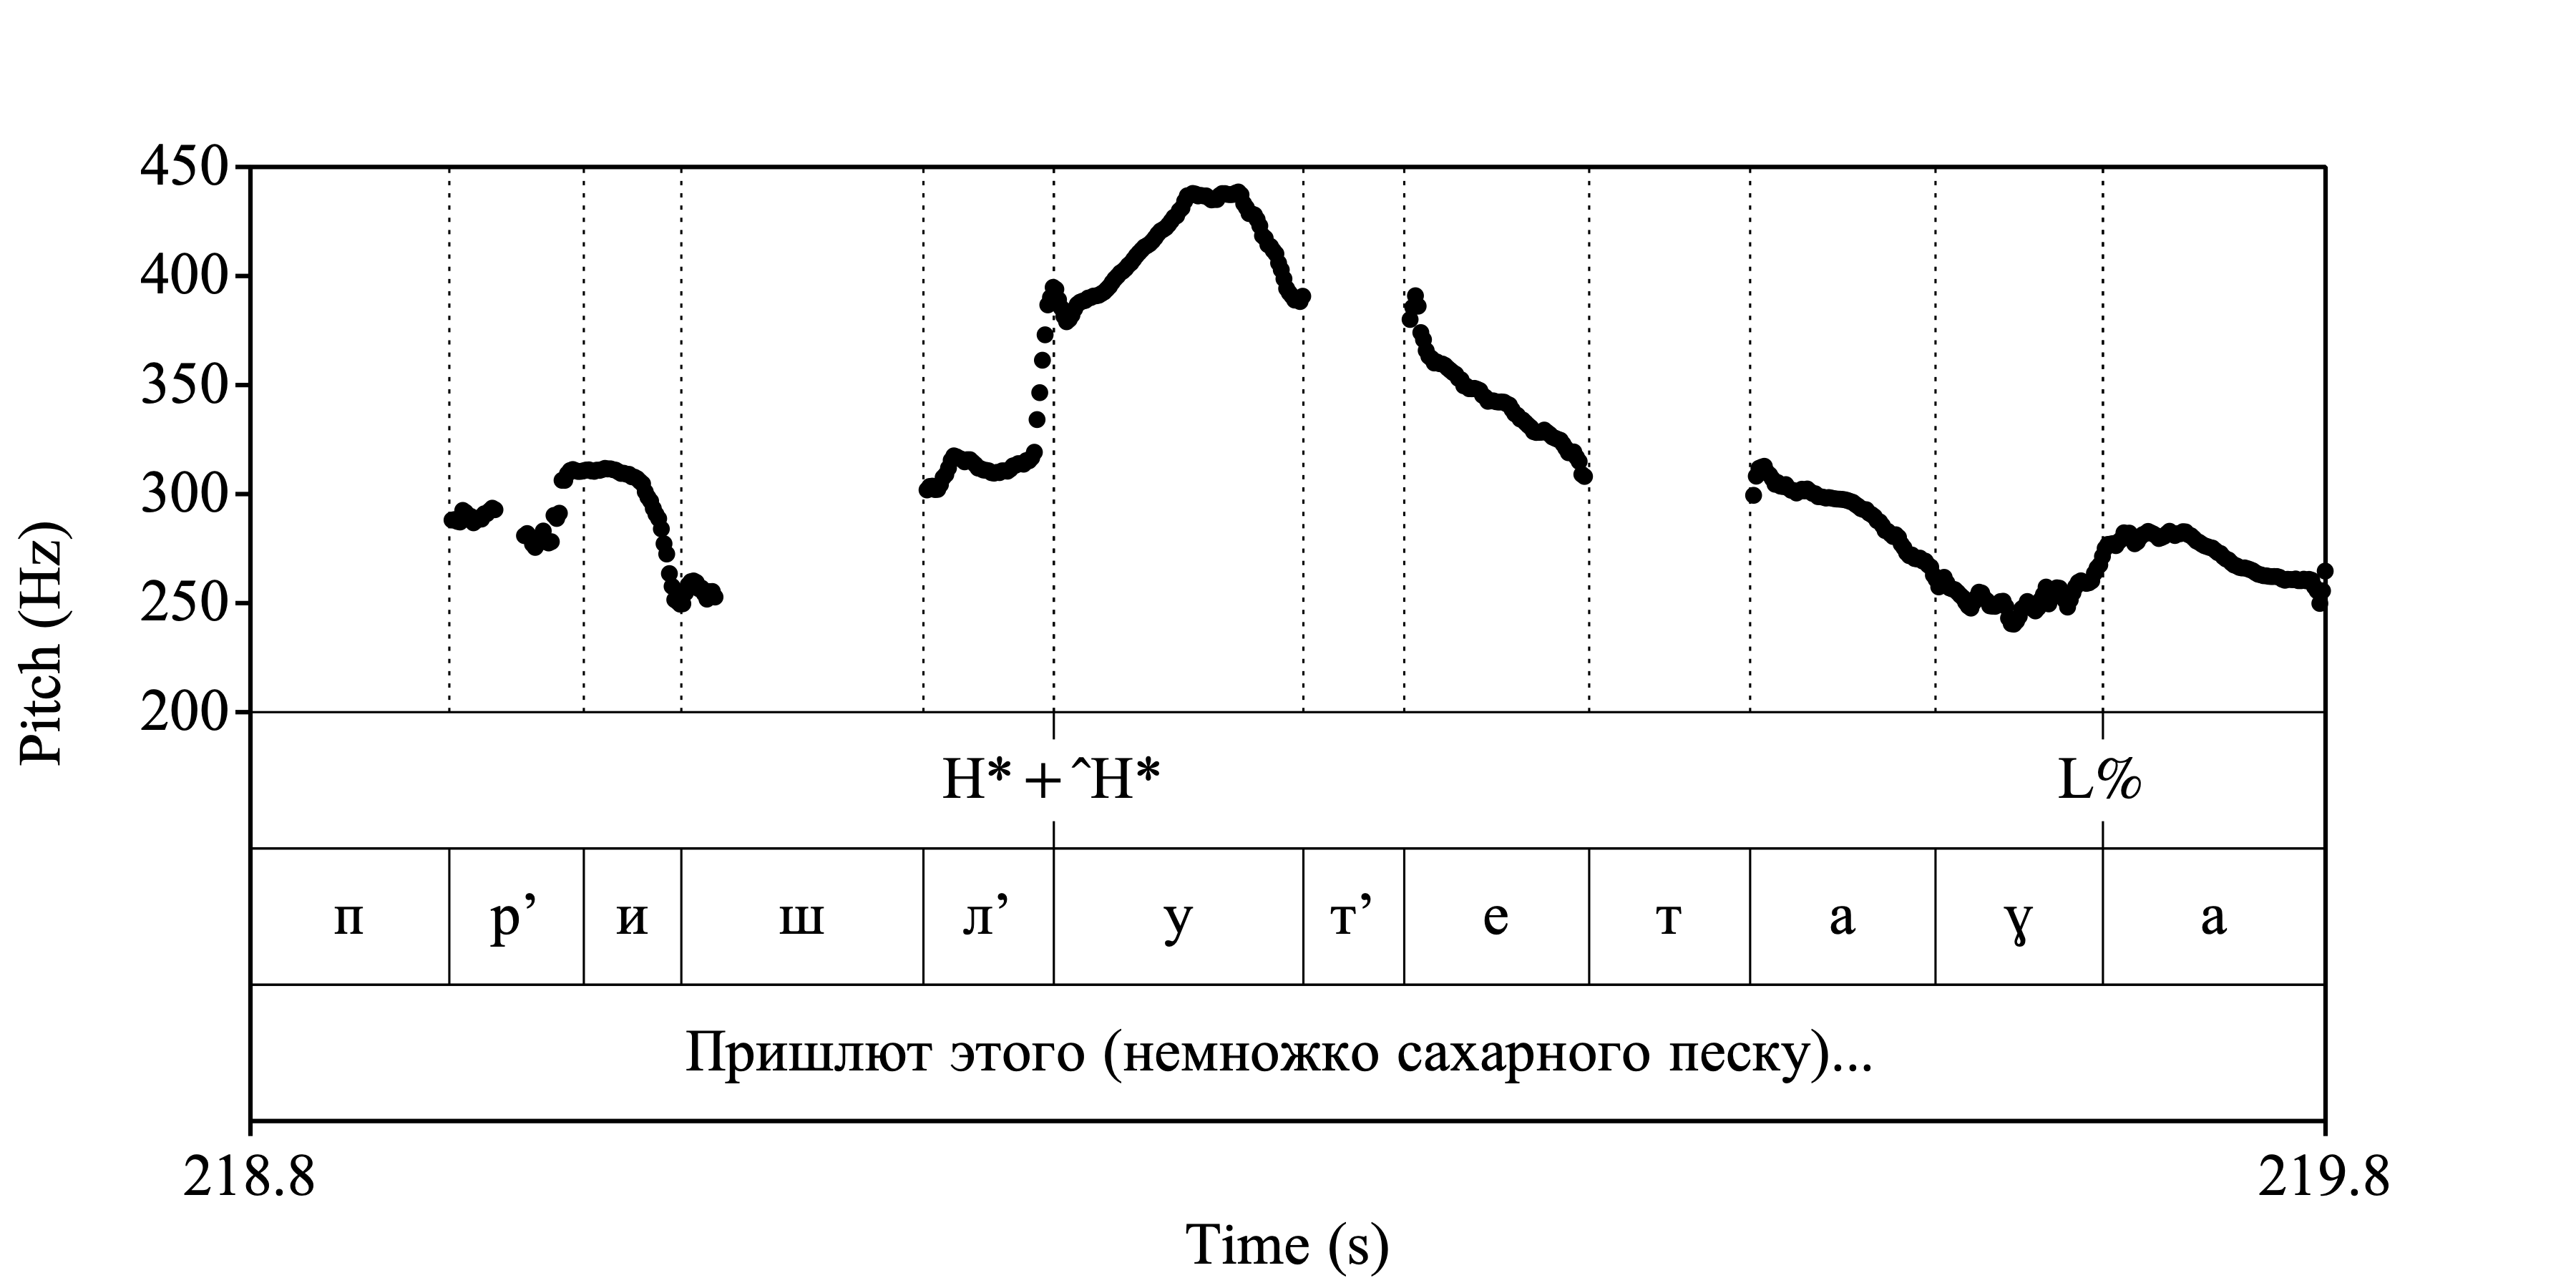 450
400
350
300
250
200
Pitch (Hz)
H* + ˆH* L%
п р’ и ш л’ у т’ е т а ɣ а
Пришлют этого (немножко сахарного песку)...
218.8 219.8
Time (s)